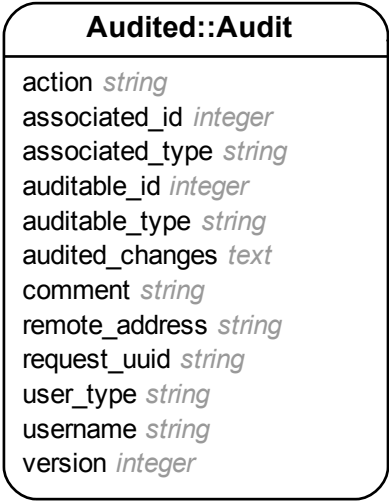 Audited::Audit
action string
associated_id integer
associated_type string
auditable_id integer
auditable_type string
audited_changes text
comment string
remote_address string
request_uuid string
user_type string
username string
version integer